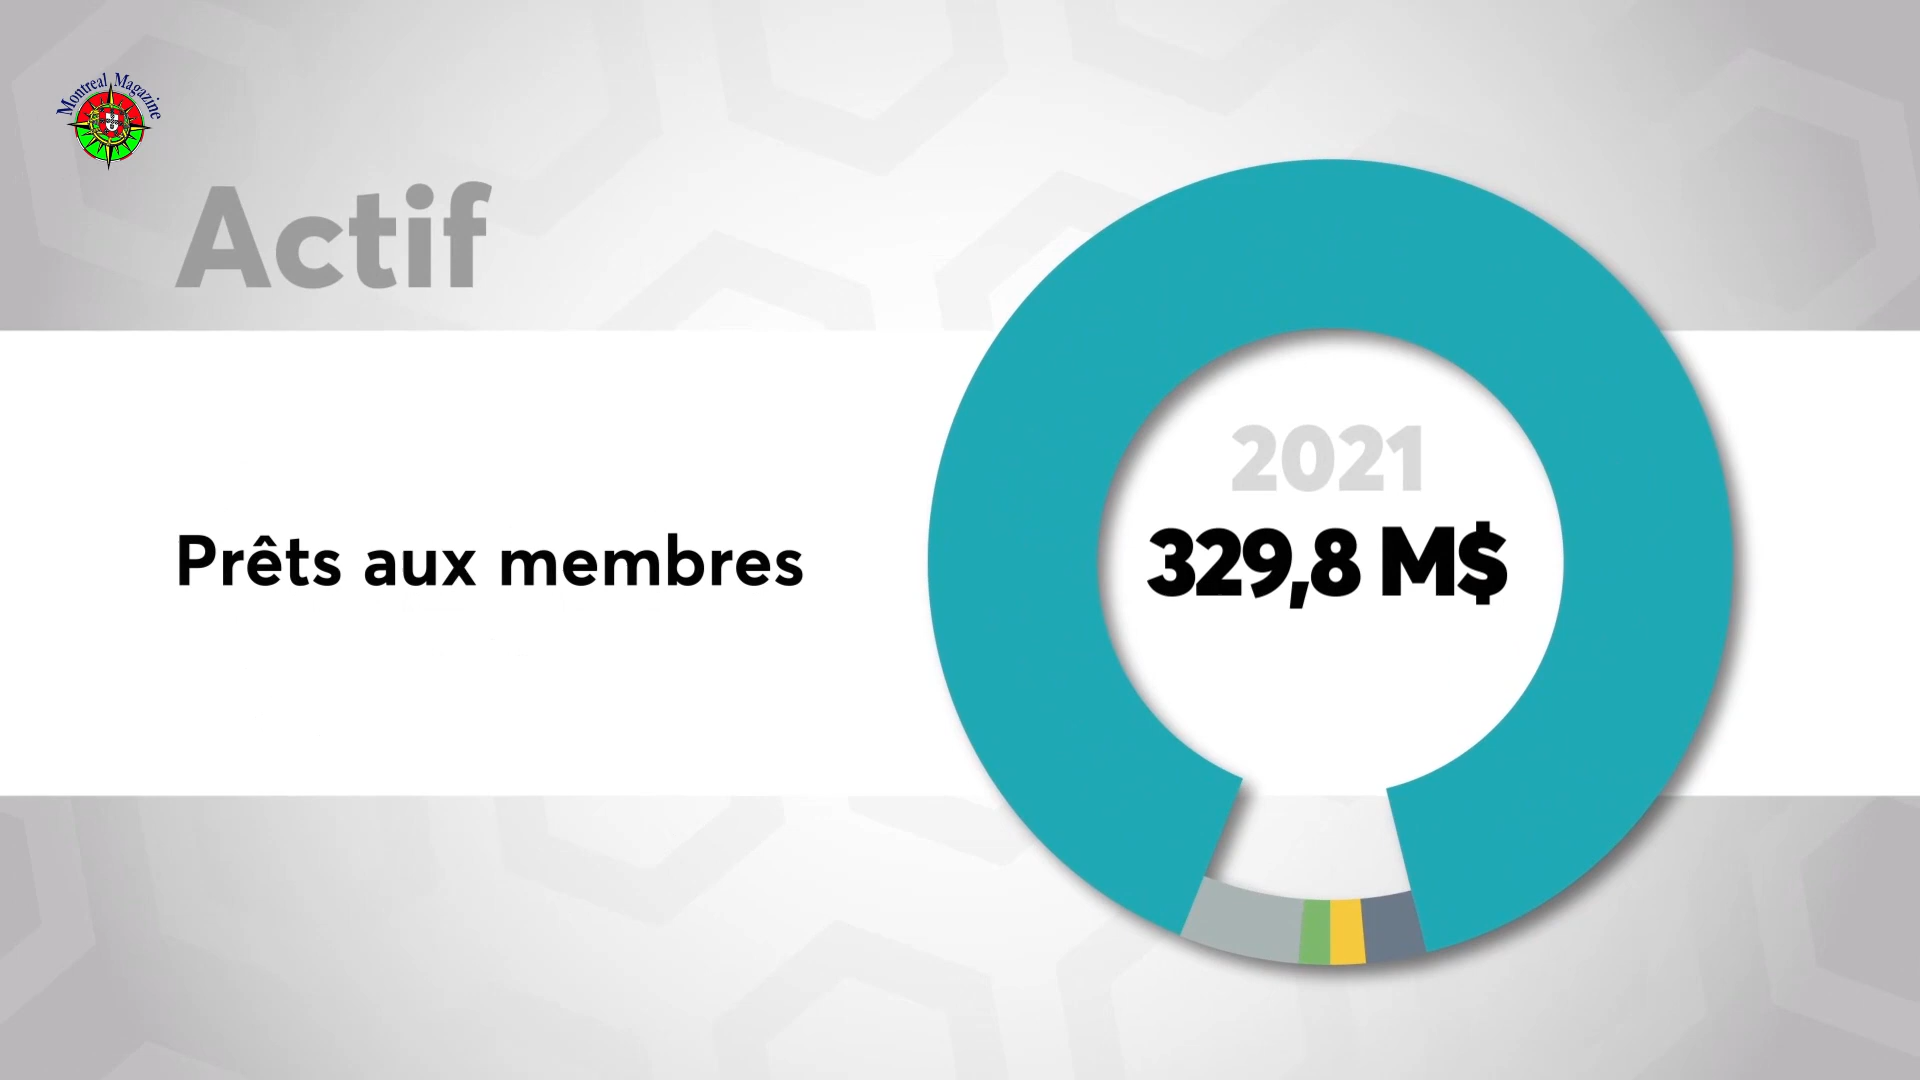 Montreal Magazine
Actif
Prêts aux membres
2021
329,8 M$